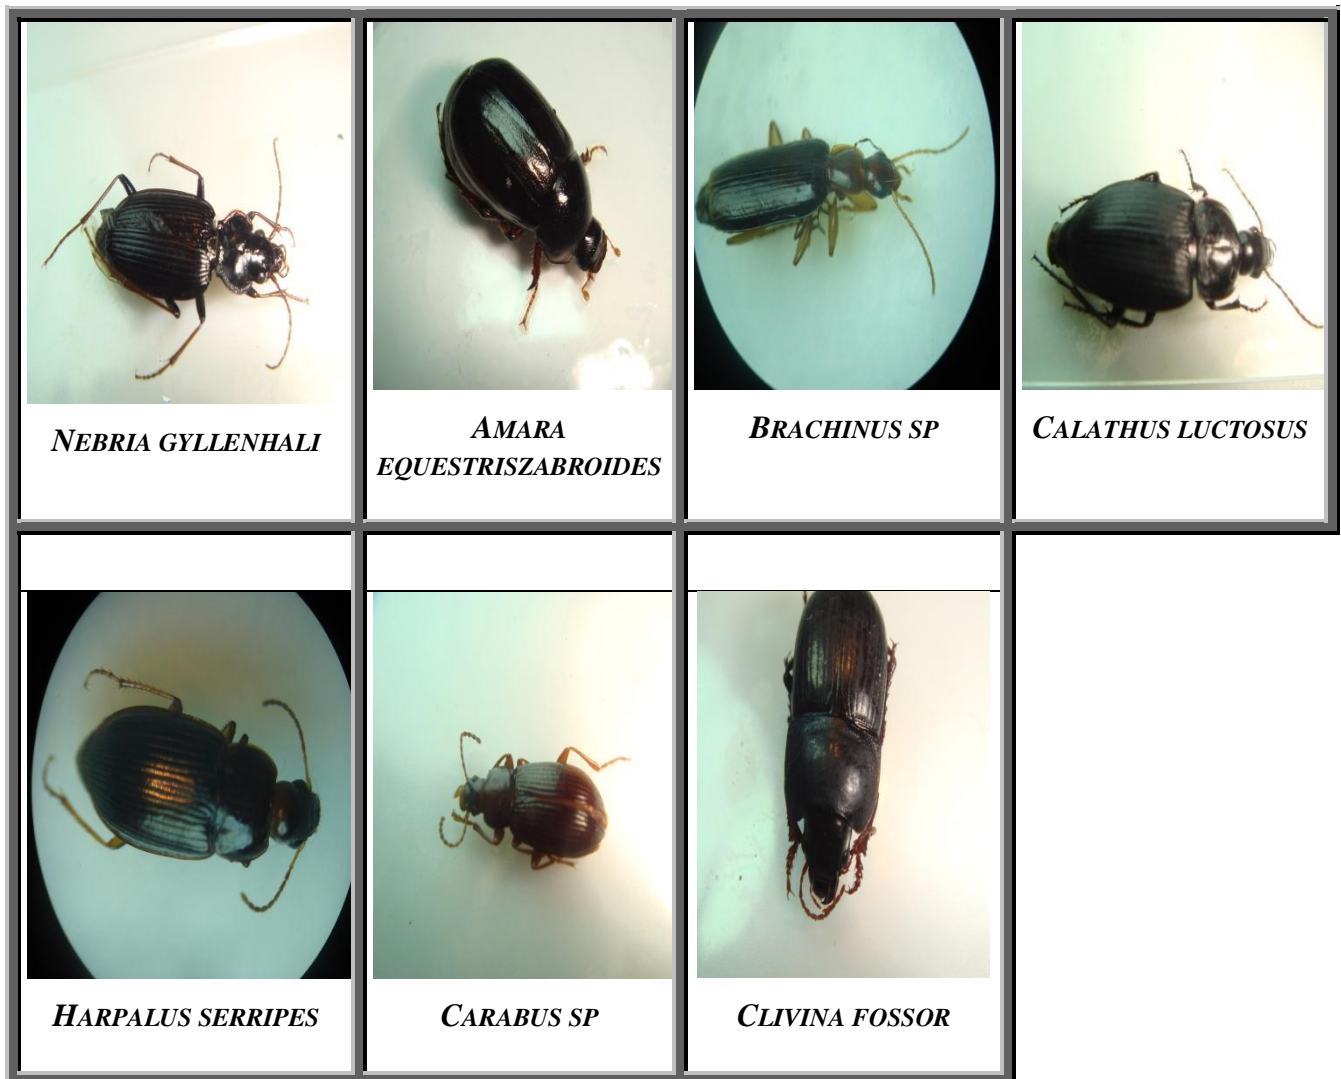 NEBRIA GYLLENHALI
AMARA
EQUESTRISZABROIDES
BRACHINUS SP
CALATHUS LUCTOSUS
HARPALUS SERRIPES
CARABUS SP
CLIVINA FOSSOR